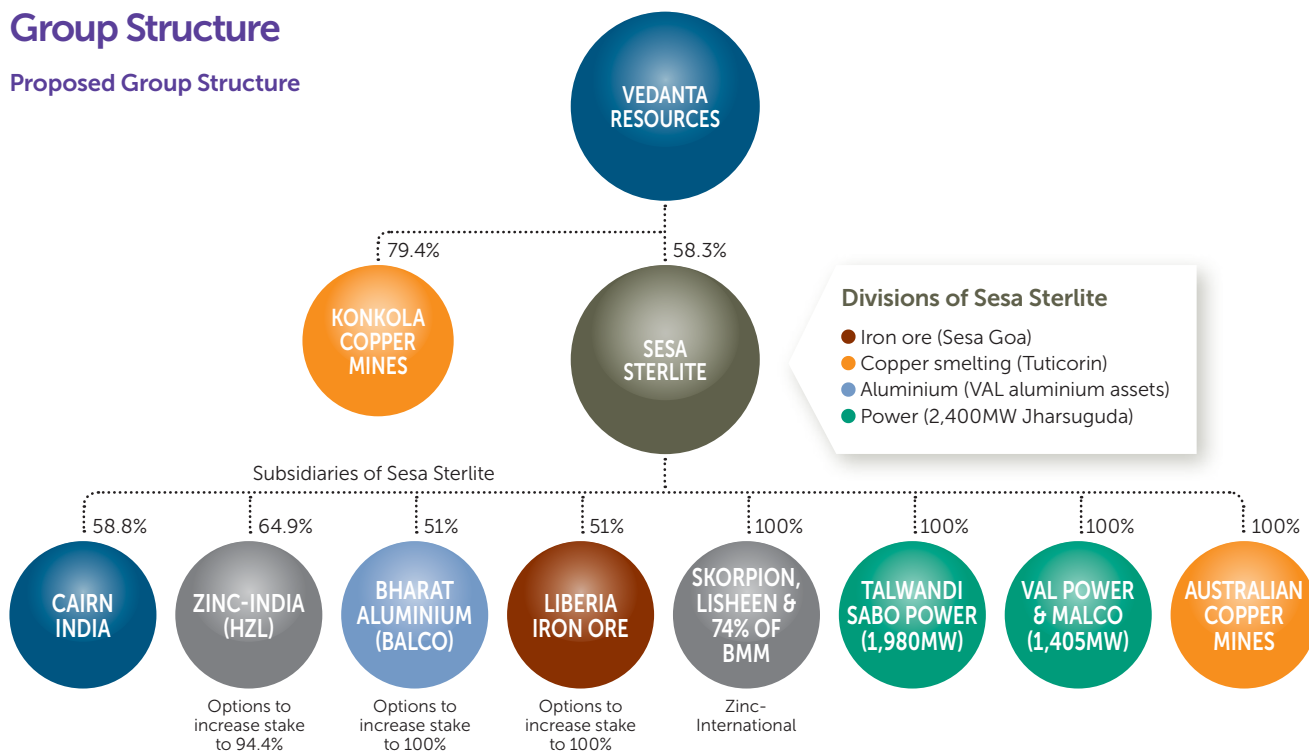 Group Structure
Proposed Group Structure
VEDANTA
RESOURCES
79.4%
58.3%
KONKOLA
COPPER
MINES
SESA
STERLITE
Divisions of Sesa Sterlite
Iron ore (Sesa Goa)
Copper smelting (Tuticorin)
Aluminium (VAL aluminium assets)
Power (2,400MW Jharsuguda)
Subsidiaries of Sesa Sterlite
58.8%
64.9%
51%
51%
100%
100%
100%
100%
CAIRN
INDIA
ZINC-INDIA
(HZL)
BHARAT
ALUMINIUM
(BALCO)
LIBERIA
IRON ORE
SKORPION,
LISHEEN &
74% OF
BMM
TALWANDI
SABO POWER
(1,980MW)
VAL POWER
& MALCO
(1,405MW)
AUSTRALIAN
COPPER
MINES
Options to
increase stake
to 94.4%
Options to
increase stake
to 100%
Options to
increase stake
to 100%
Zinc-
International